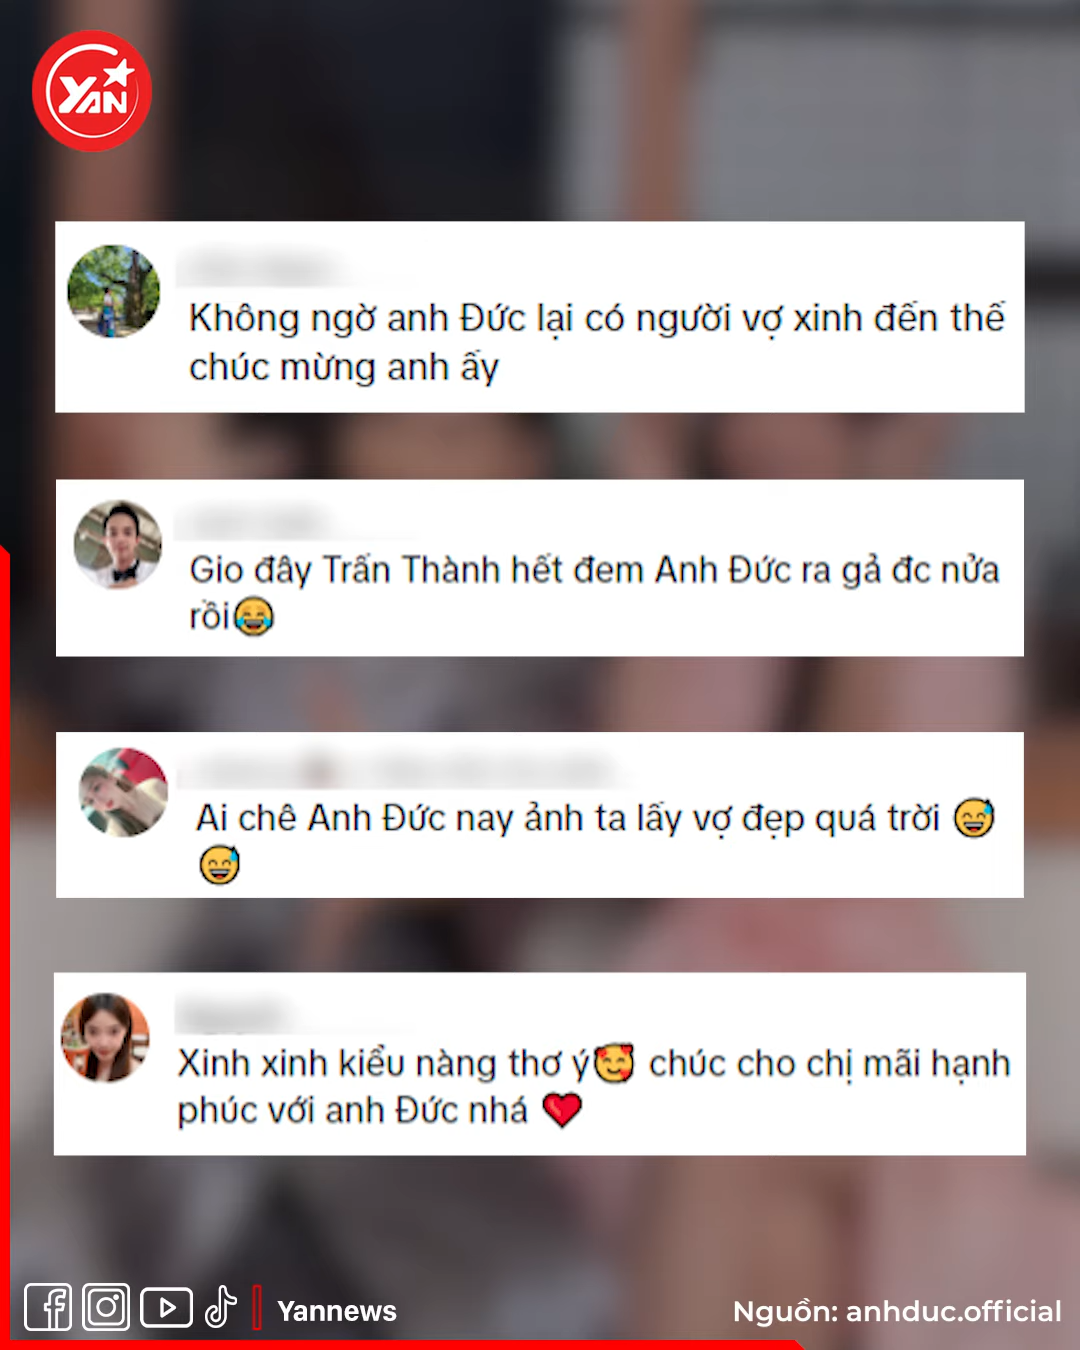 YAN
Không ngờ anh Đức lại có người vợ xinh đến thế
chúc mừng anh ấy
Gio đây Trấn Thành hết đem Anh Đức ra gả đc nửa
rồi😂
Ai chê Anh Đức nay ảnh ta lấy vợ đẹp quá trời 😅
😅
Xinh xinh kiểu nàng thơ ý🥰 chúc cho chị mãi hạnh
phúc với anh Đức nhá ❤️
Yannews
Nguồn: anhduc.official